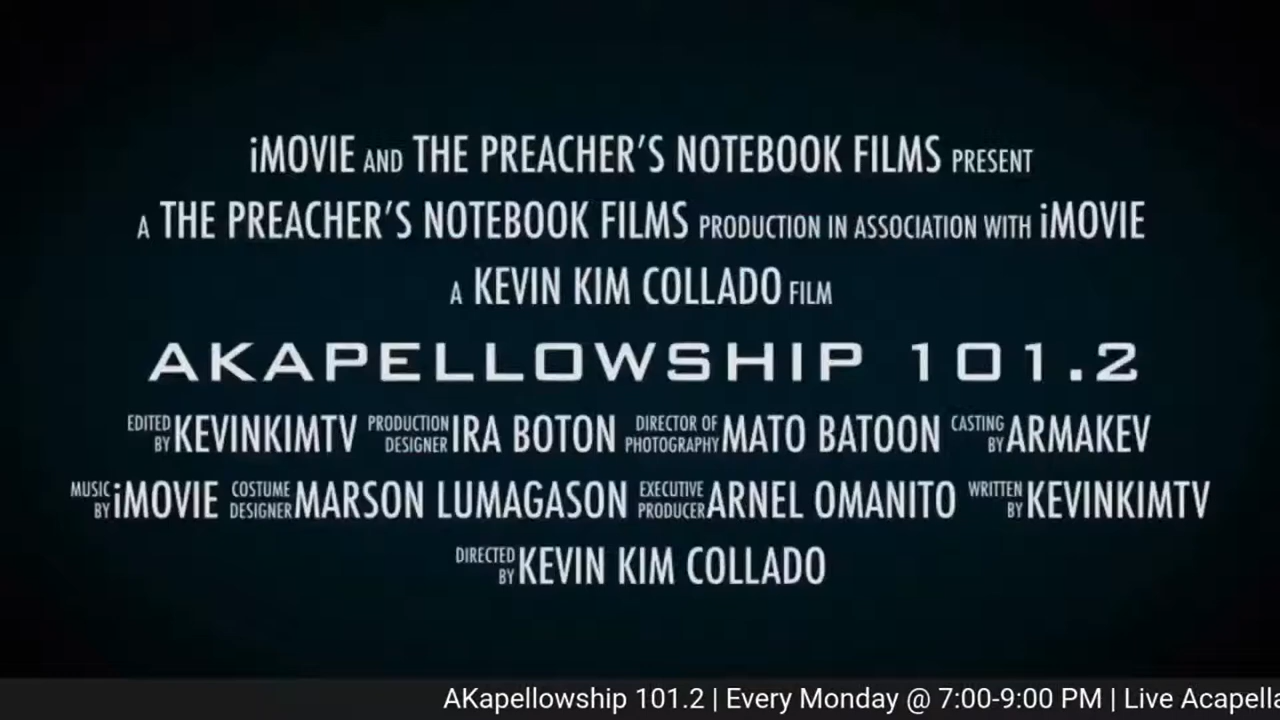 iMOVIE AND THE PREACHER'S NOTEBOOK FILMS PRESENT
A THE PREACHER'S NOTEBOOK FILMS PRODUCTION IN ASSOCIATION WITH iMOVIE
A KEVIN KIM COLLADO FILM
AKAPELLOWSHIP 101.2
EDITED BY KEVINKIMTV PRODUCTION DESIGNER IRA BOTON DIRECTOR OF PHOTOGRAPHY MATO BATOON CASTING BY ARMAKEV
MUSIC BY iMOVIE COSTUME DESIGNER MARSON LUMAGASON EXECUTIVE PRODUCER ARNEL OMANITO WRITTEN BY KEVINKIMTV
DIRECTED BY KEVIN KIM COLLADO
AKapellowship 101.2 | Every Monday @ 7:00-9:00 PM | Live Acapella